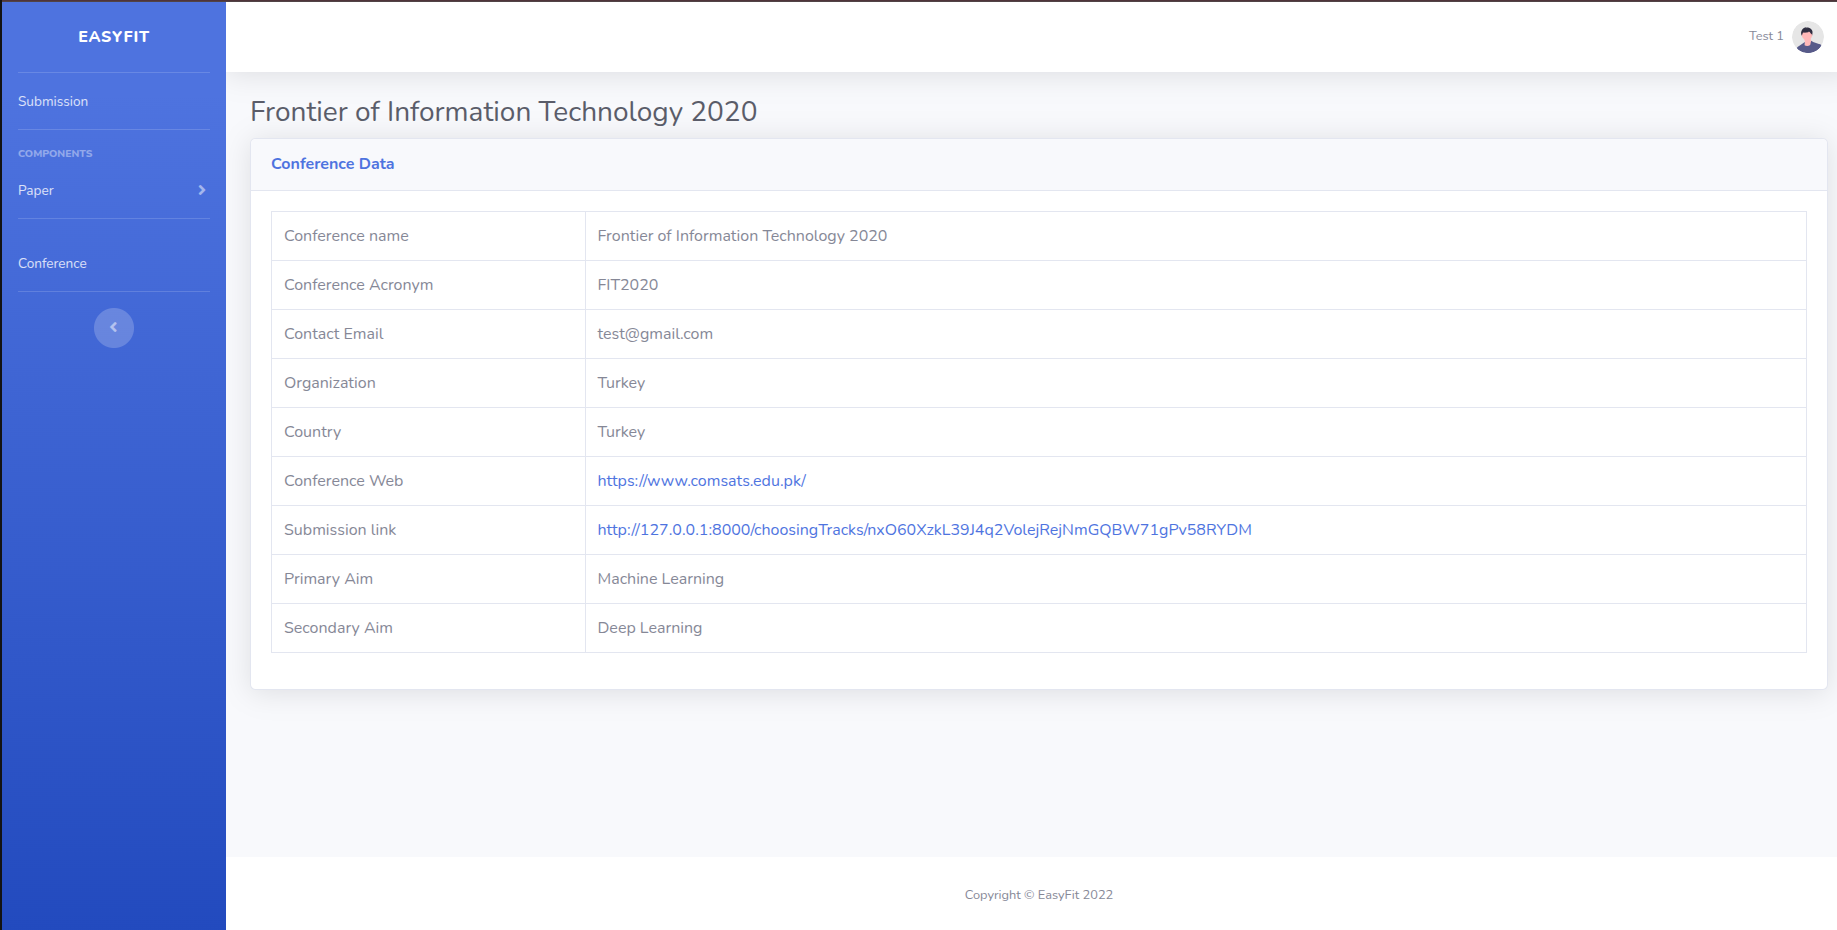 EASYFIT
Submission
COMPONENTS
Paper
Conference
Test 1
Frontier of Information Technology 2020
Conference Data
Conference name Frontier of Information Technology 2020
Conference Acronym FIT2020
Contact Email test@gmail.com
Organization Turkey
Country Turkey
Conference Web https://www.comsats.edu.pk/
Submission link http://127.0.0.1:8000/choosingTracks/nxO60XzkL39J4q2VolejRejNmGQBW71gPv58RYDM
Primary Aim Machine Learning
Secondary Aim Deep Learning
Copyright © EasyFit 2022